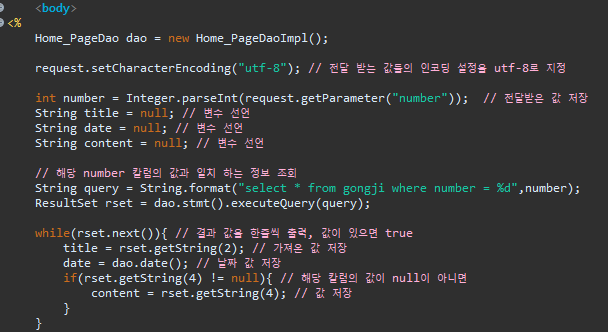 <body>
<%
Home_PageDao dao = new Home_PageDaoImpl();
request.setCharacterEncoding("utf-8"); // 전달 받는 값들의 인코딩 설정을 utf-8로 지정
int number = Integer.parseInt(request.getParameter("number"));  // 전달받은 값 저장
String title = null; // 변수 선언
String date = null; // 변수 선언
String content = null; // 변수 선언
// 해당 number 칼럼의 값과 일치 하는 정보 조회
String query = String.format("select * from gongji where number = %d",number);
ResultSet rset = dao.stmt().executeQuery(query);
while(rset.next()){ // 결과 값을 한줄씩 출력, 값이 있으면 true
title = rset.getString(2); // 가져온 값 저장
date = dao.date(); // 날짜 값 저장
if(rset.getString(4) != null){ // 해당 칼럼의 값이 null이 아니면
content = rset.getString(4); // 값 저장
}
}